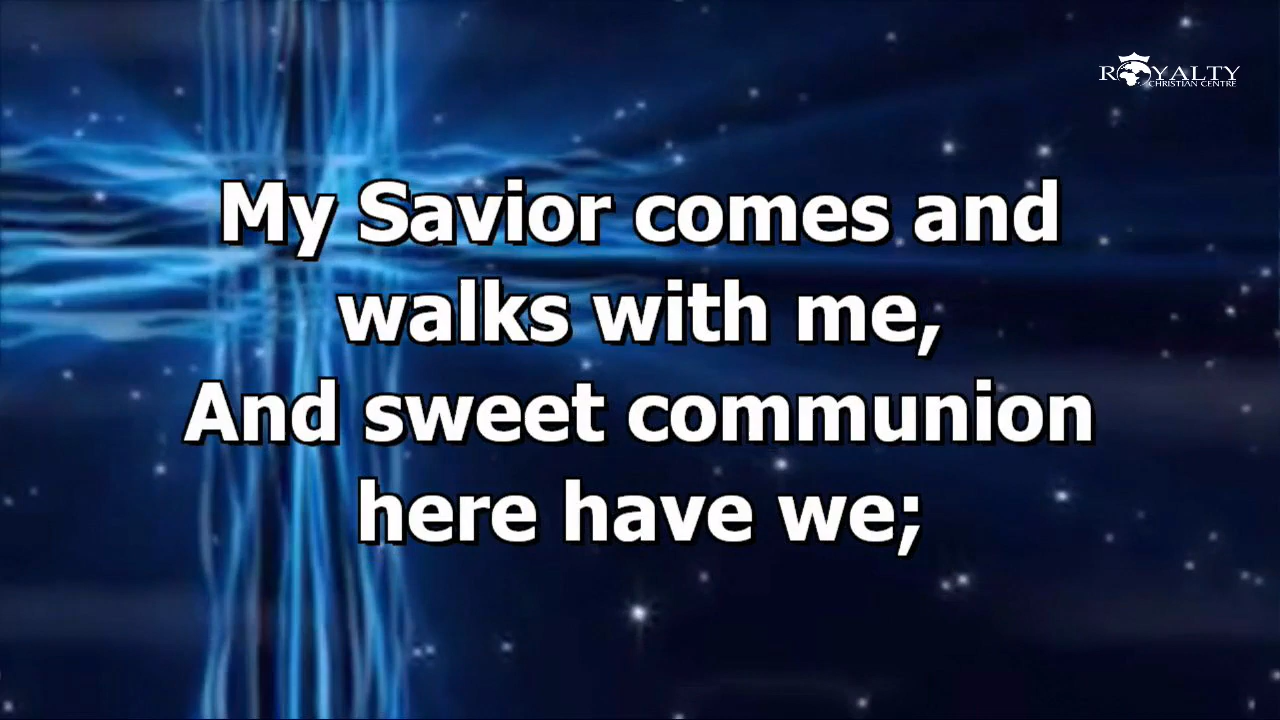 ROYALTY
CHRISTIAN CENTRE
My Savior comes and
walks with me,
And sweet communion
here have we;